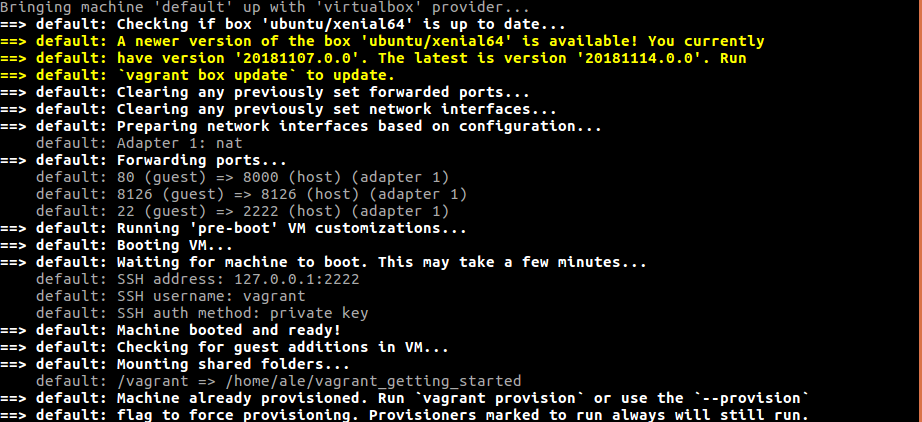 Bringing machine 'default' up with 'virtualbox' provider...
==> default: Checking if box 'ubuntu/xenial64' is up to date...
==> default: A newer version of the box 'ubuntu/xenial64' is available! You currently
==> default: have version '20181107.0.0'. The latest is version '20181114.0.0'. Run
==> default: `vagrant box update` to update.
==> default: Clearing any previously set forwarded ports...
==> default: Clearing any previously set network interfaces...
==> default: Preparing network interfaces based on configuration...
    default: Adapter 1: nat
==> default: Forwarding ports...
    default: 80 (guest) => 8000 (host) (adapter 1)
    default: 8126 (guest) => 8126 (host) (adapter 1)
    default: 22 (guest) => 2222 (host) (adapter 1)
==> default: Running 'pre-boot' VM customizations...
==> default: Booting VM...
==> default: Waiting for machine to boot. This may take a few minutes...
    default: SSH address: 127.0.0.1:2222
    default: SSH username: vagrant
    default: SSH auth method: private key
==> default: Machine booted and ready!
==> default: Checking for guest additions in VM...
==> default: Mounting shared folders...
    default: /vagrant => /home/ale/vagrant_getting_started
==> default: Machine already provisioned. Run `vagrant provision` or use the `--provision`
==> default: flag to force provisioning. Provisioners marked to run always will still run.